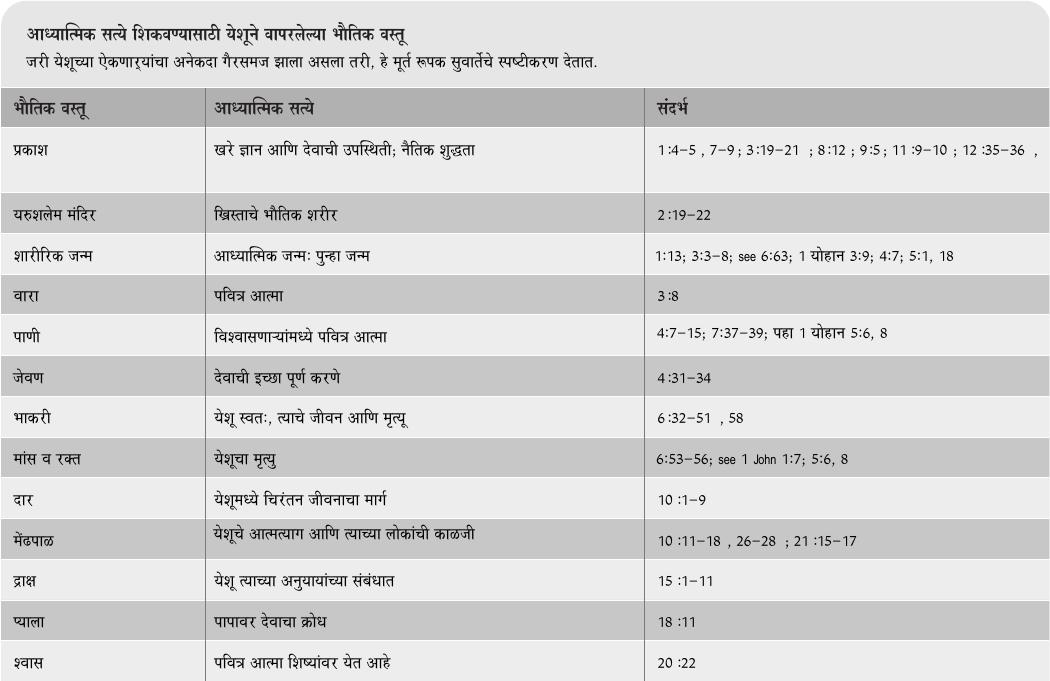 आध्यात्मिक सत्ये शिकवण्यासाठी येशूने वापरलेल्या भौतिक वस्तू
जरी येशूच्या ऐकणाऱ्यांचा अनेकदा गैरसमज झाला असला तरी, हे मूर्त रूपक सुवार्तेचे स्पष्टीकरण देतात.
भौतिक वस्तू आध्यात्मिक सत्ये संदर्भ
प्रकाश खरे ज्ञान आणि देवाची उपस्थिती; नैतिक शुद्धता 1:4–5 , 7–9 ; 3:19–21 ; 8:12 ; 9:5 ; 11 :9–10 ; 12 :35–36 ,
यरुशलेम मंदिर ख्रिस्ताचे भौतिक शरीर 2:19–22
शारीरिक जन्म आध्यात्मिक जन्म: पुन्हा जन्म 1:13; 3:3–8; see 6:63; 1 योहान 3:9; 4:7; 5:1, 18
वारा पवित्र आत्मा 3:8
पाणी विश्वासणाऱ्यांमध्ये पवित्र आत्मा 4:7–15; 7:37–39; पहा 1 योहान 5:6, 8
जेवण देवाची इच्छा पूर्ण करणे 4:31–34
भाकरी येशू स्वत:, त्याचे जीवन आणि मृत्यू 6:32–51 , 58
मांस व रक्त येशूचा मृत्यु 6:53–56; see 1 John 1:7; 5:6, 8
दार येशूमध्ये चिरंतन जीवनाचा मार्ग 10 :1–9
मेंढपाळ येशूचे आत्मत्याग आणि त्याच्या लोकांची काळजी 10 :11–18 , 26–28 ; 21 :15–17
द्राक्ष येशू त्याच्या अनुयायांच्या संबंधात 15 :1–11
प्याला पापावर देवाचा क्रोध 18 :11
श्वास पवित्र आत्मा शिष्यांवर येत आहे 20 :22